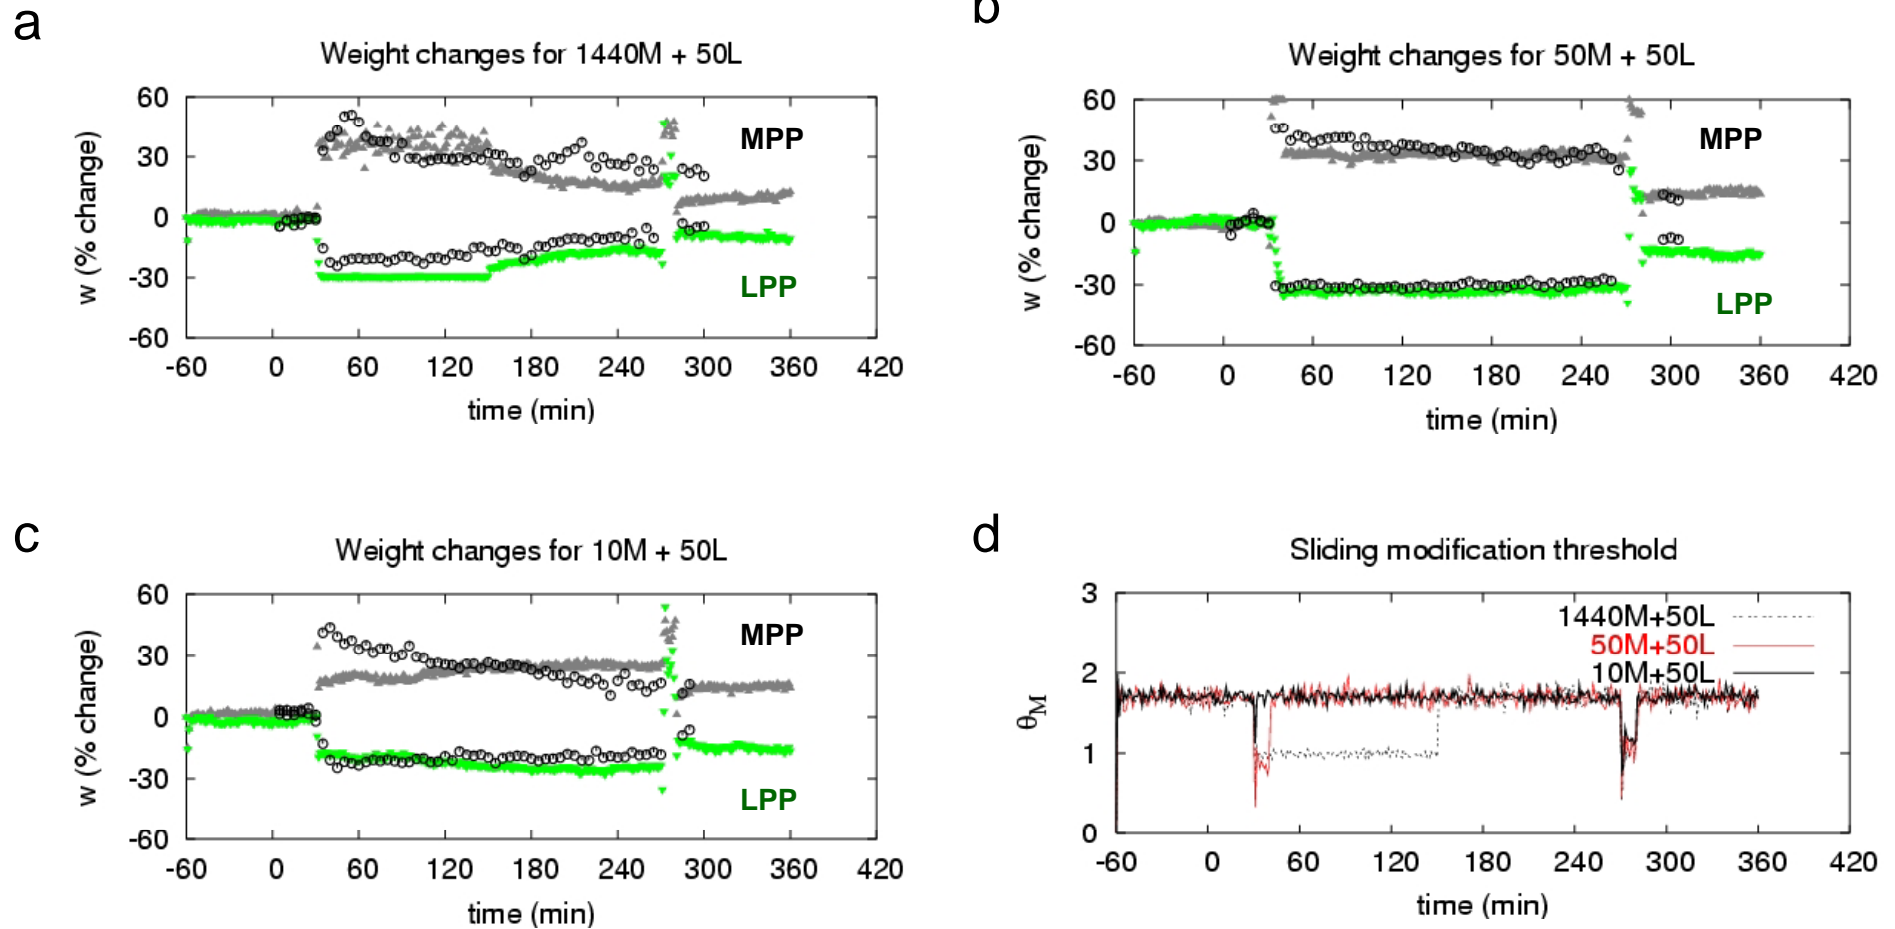 a
Weight changes for 1440M + 50L
60
30
0
-30
-60
w (% change)
MPP
LPP
-60 0 60 120 180 240 300 360 420
time (min)
b
Weight changes for 50M + 50L
60
30
0
-30
-60
w (% change)
MPP
LPP
-60 0 60 120 180 240 300 360 420
time (min)
c
Weight changes for 10M + 50L
60
30
0
-30
-60
w (% change)
MPP
LPP
-60 0 60 120 180 240 300 360 420
time (min)
d
Sliding modification threshold
3
2
1
0
θM
1440M+50L
50M+50L
10M+50L
-60 0 60 120 180 240 300 360 420
time (min)